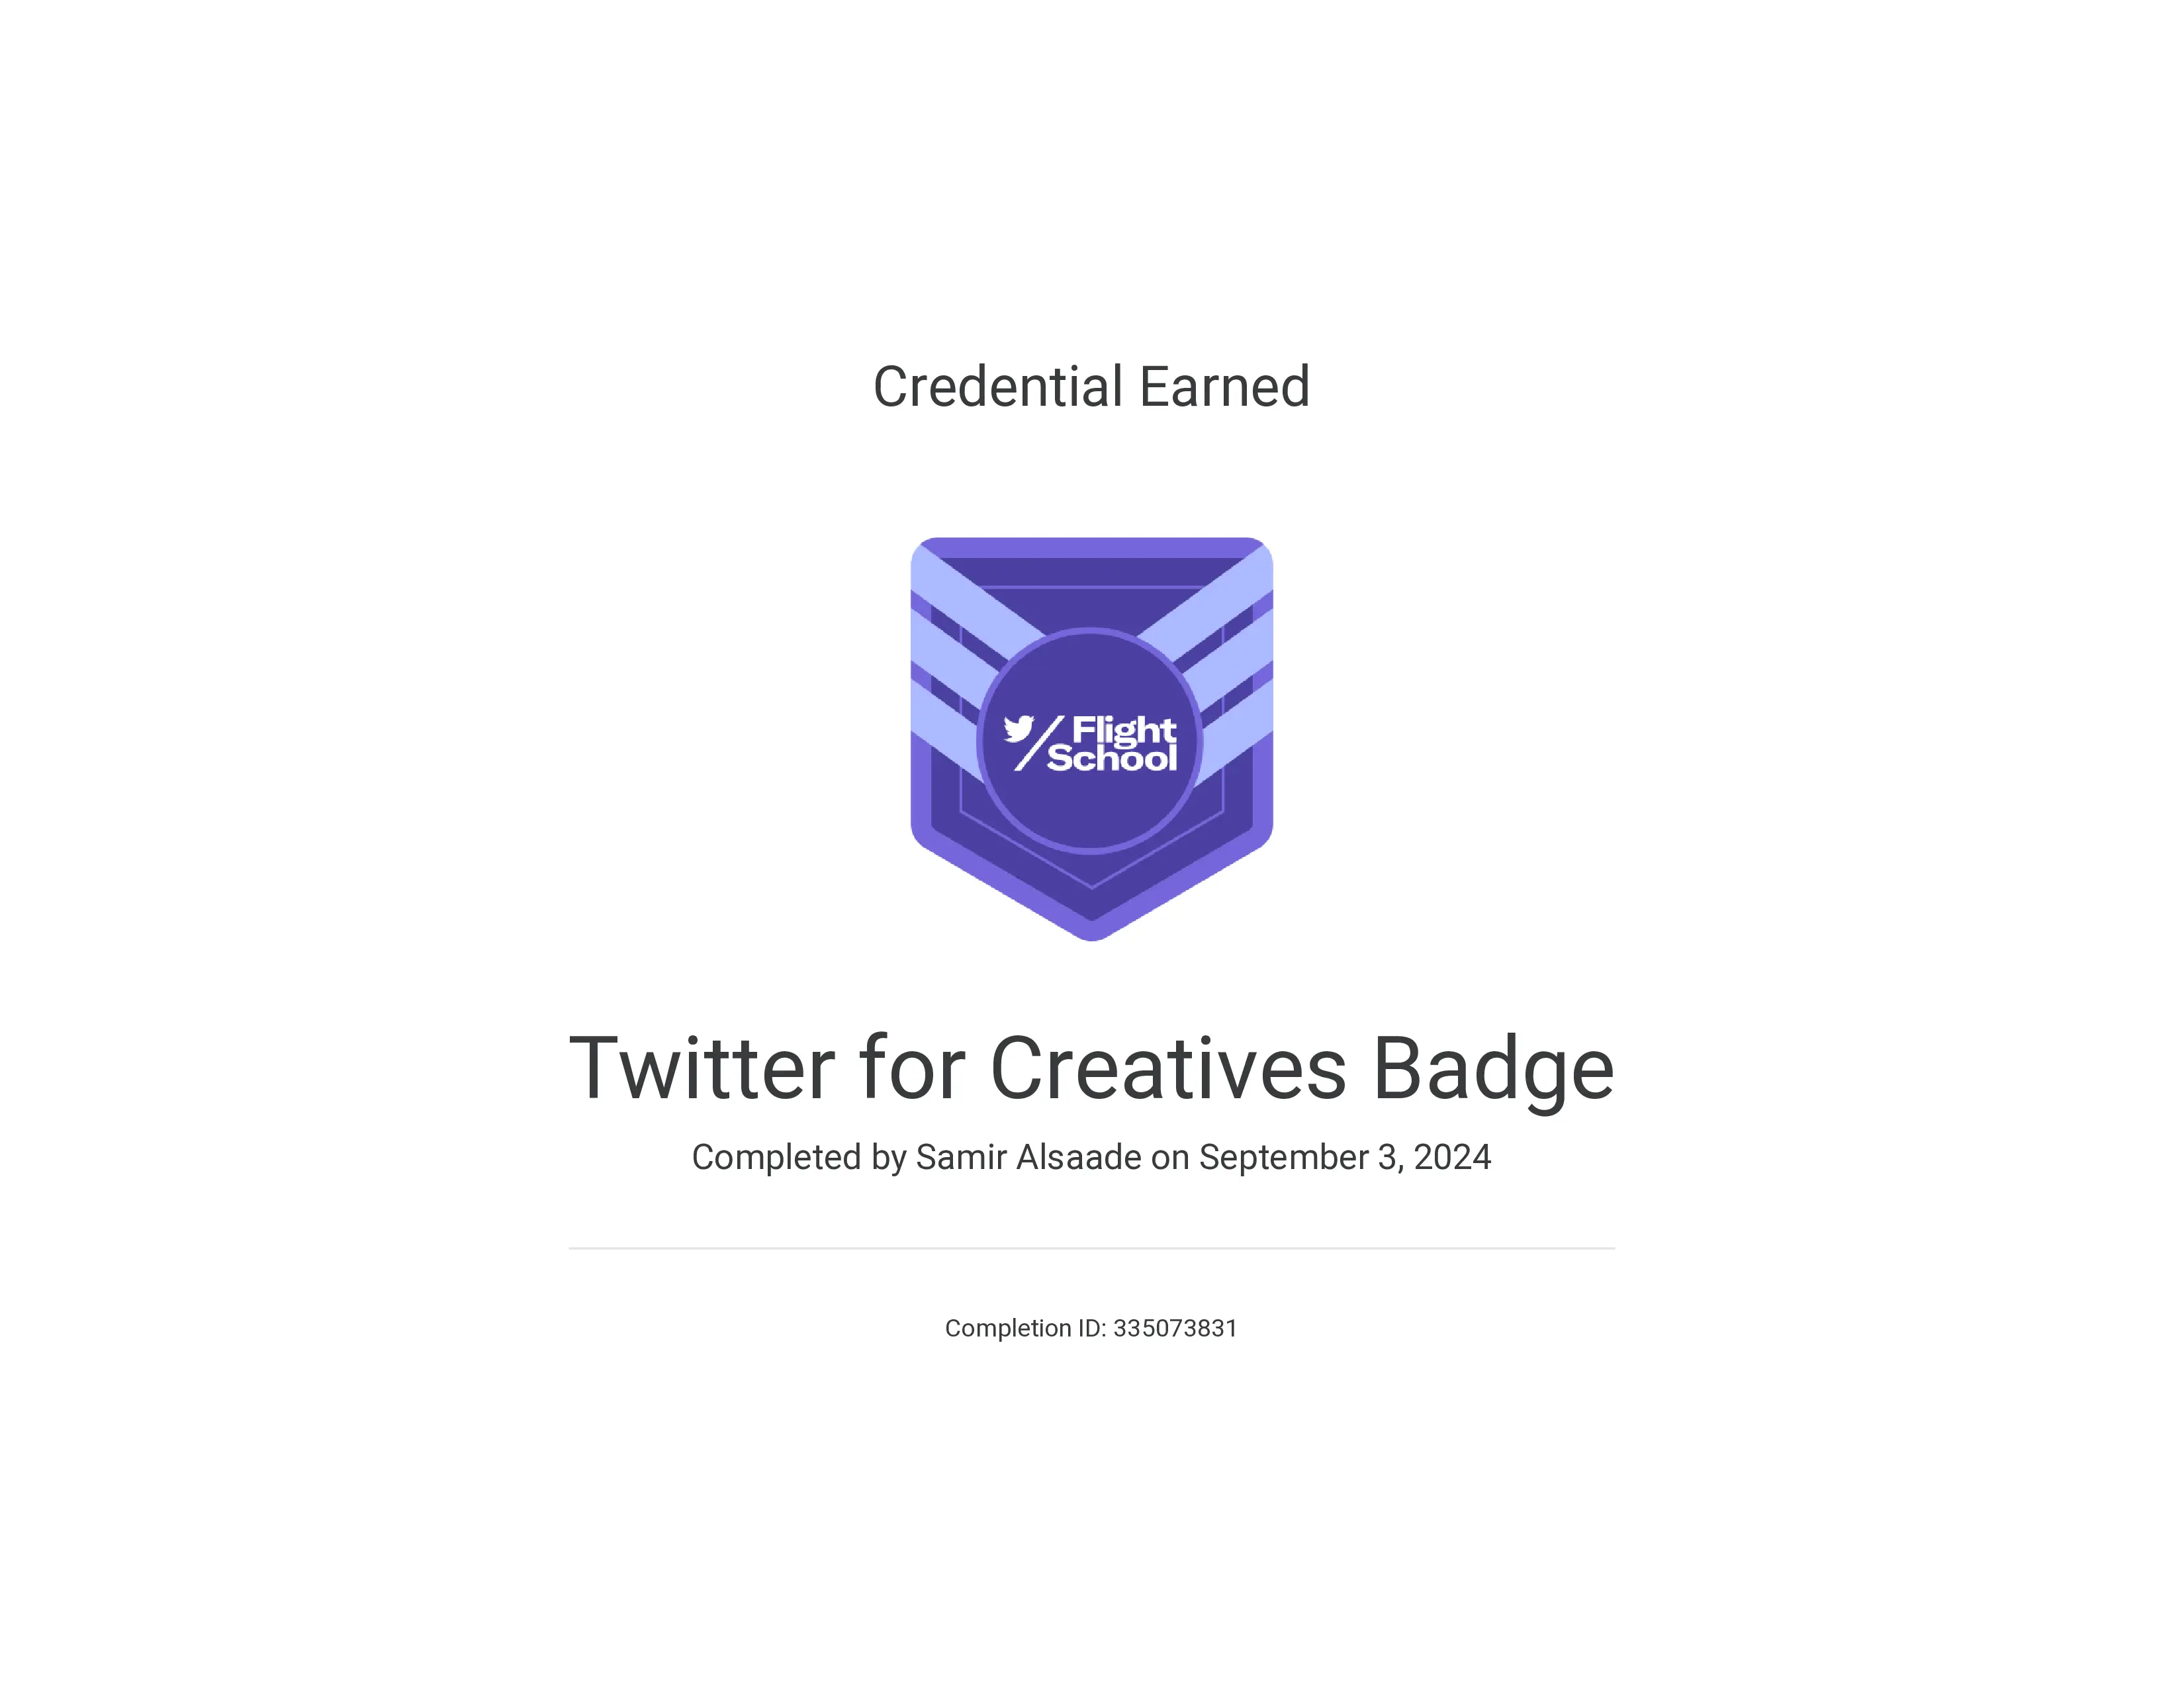 Credential Earned
Flight
School
Twitter for Creatives Badge
Completed by Samir Alsaade on September 3, 2024
Completion ID: 335073831